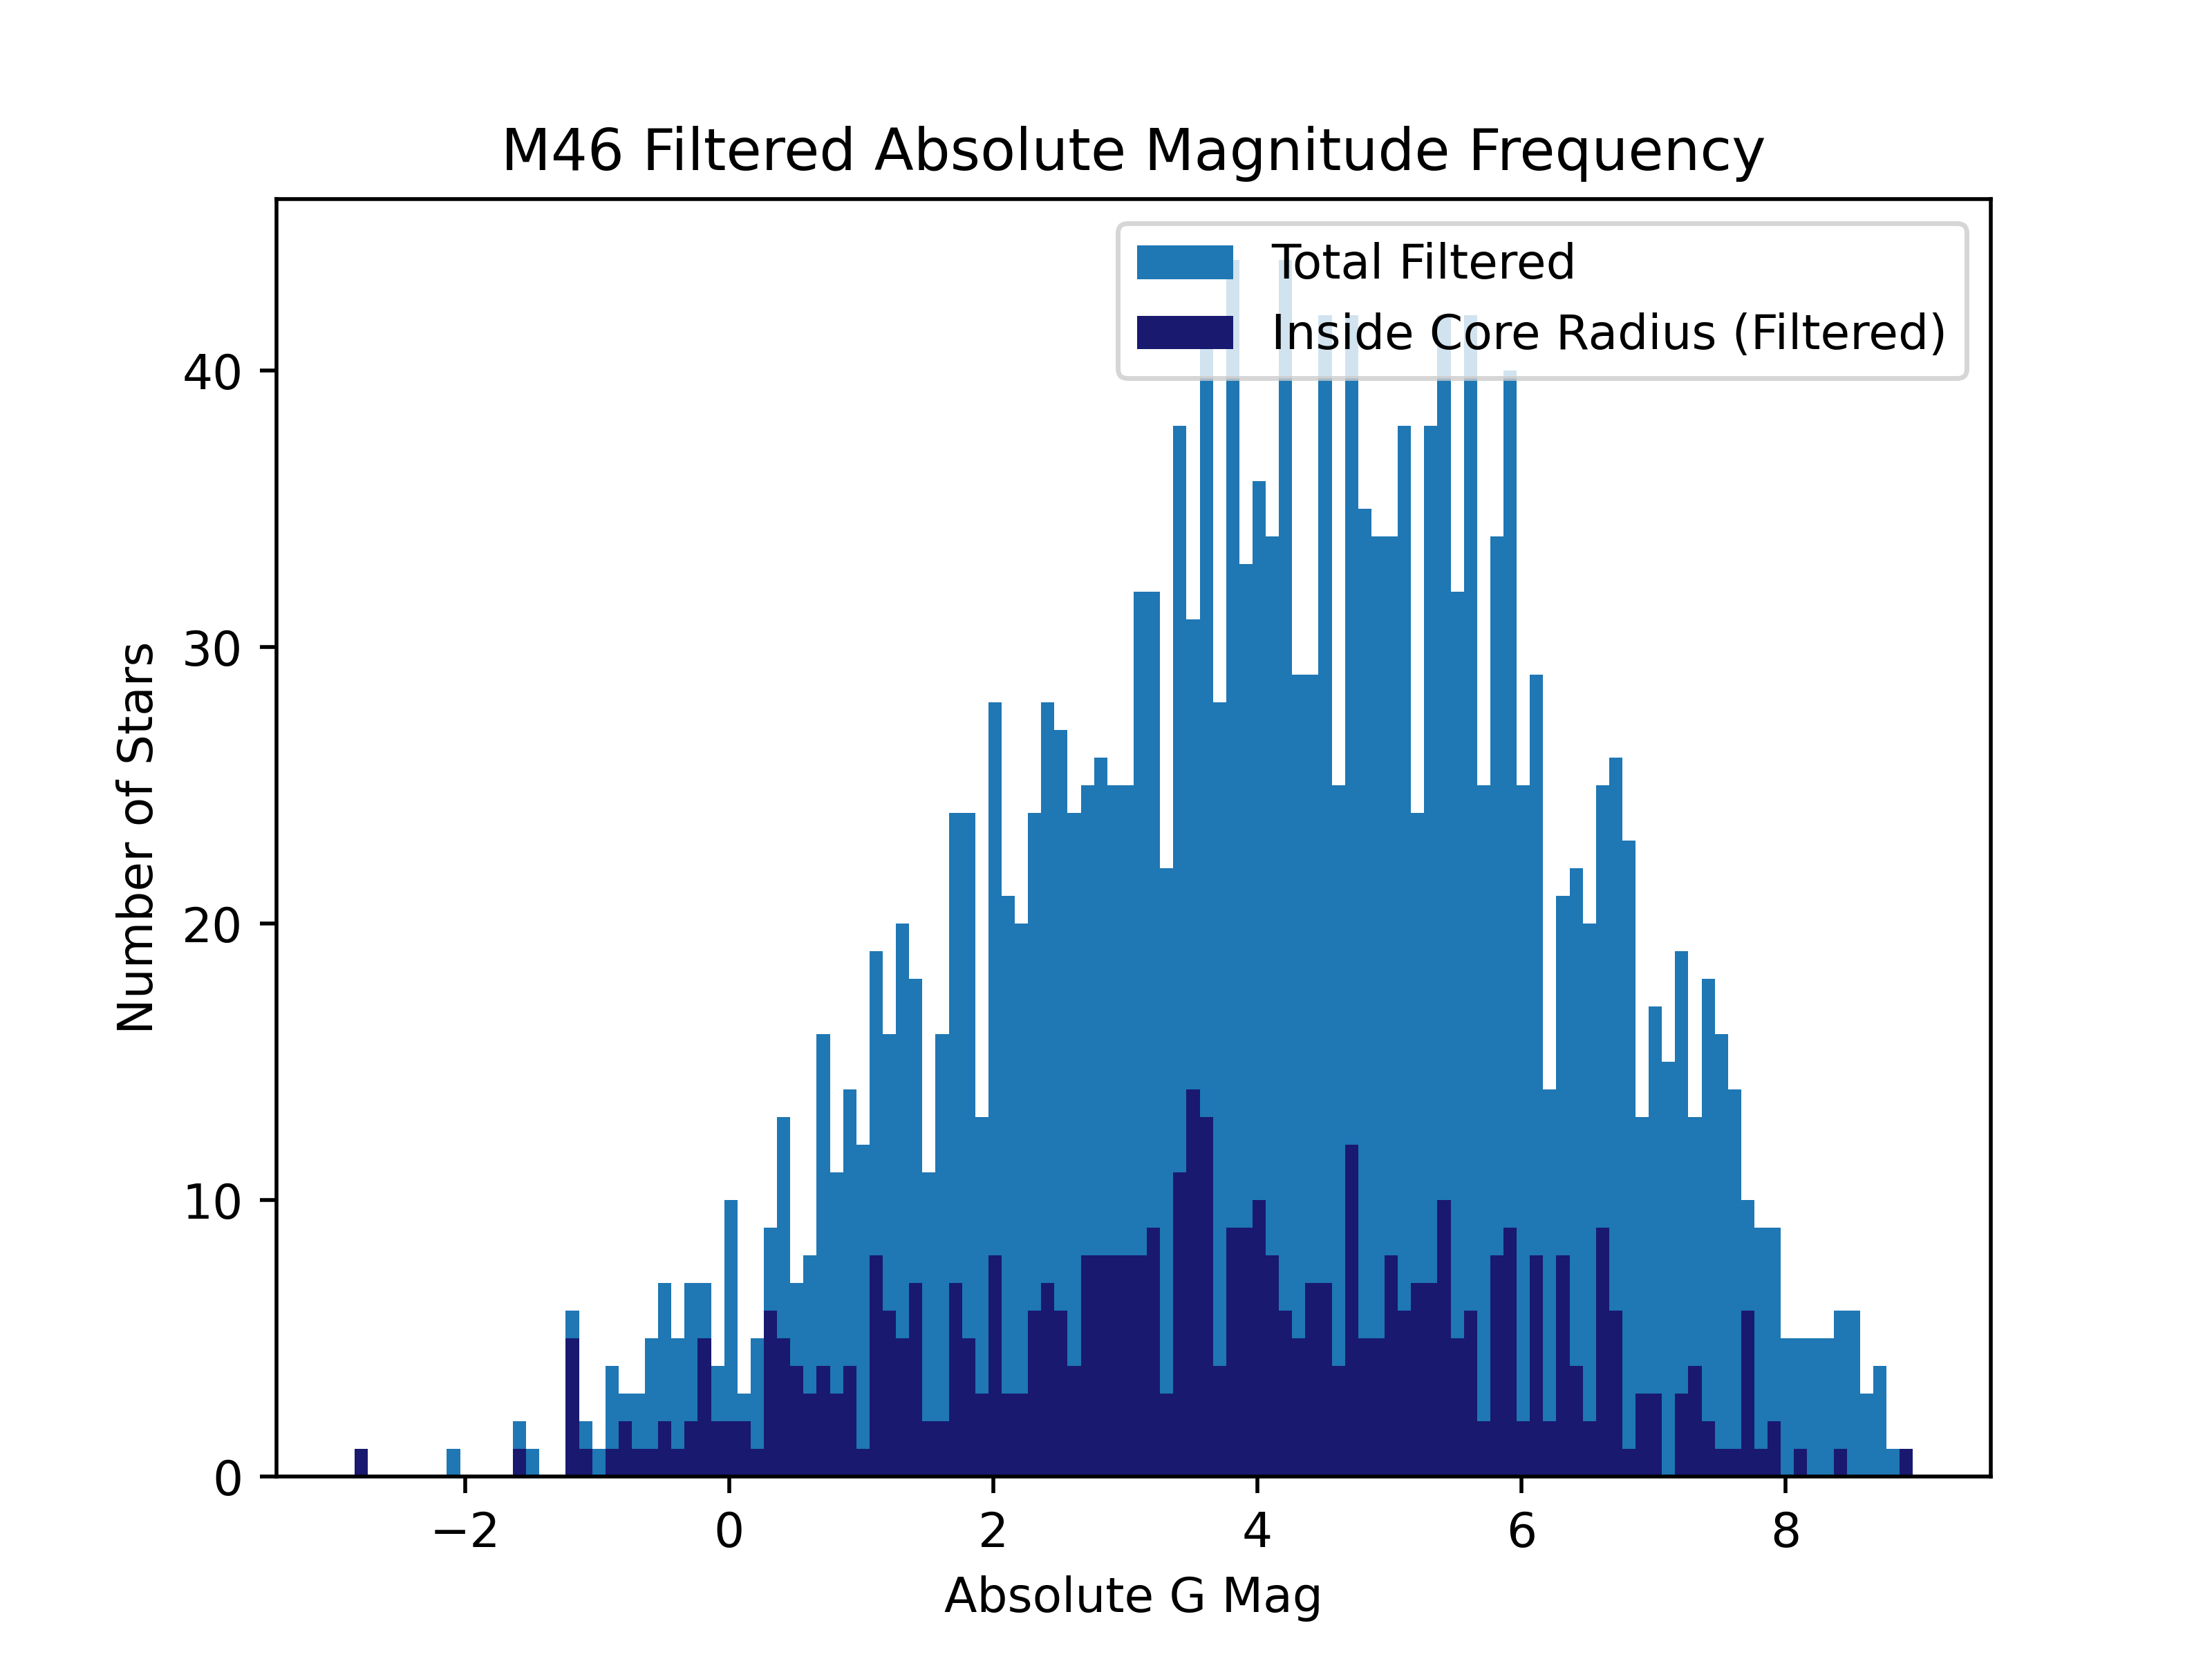 M46 Filtered Absolute Magnitude Frequency
Total Filtered
Inside Core Radius (Filtered)
40
30
20
10
0
Number of Stars
−2 0 2 4 6 8
Absolute G Mag